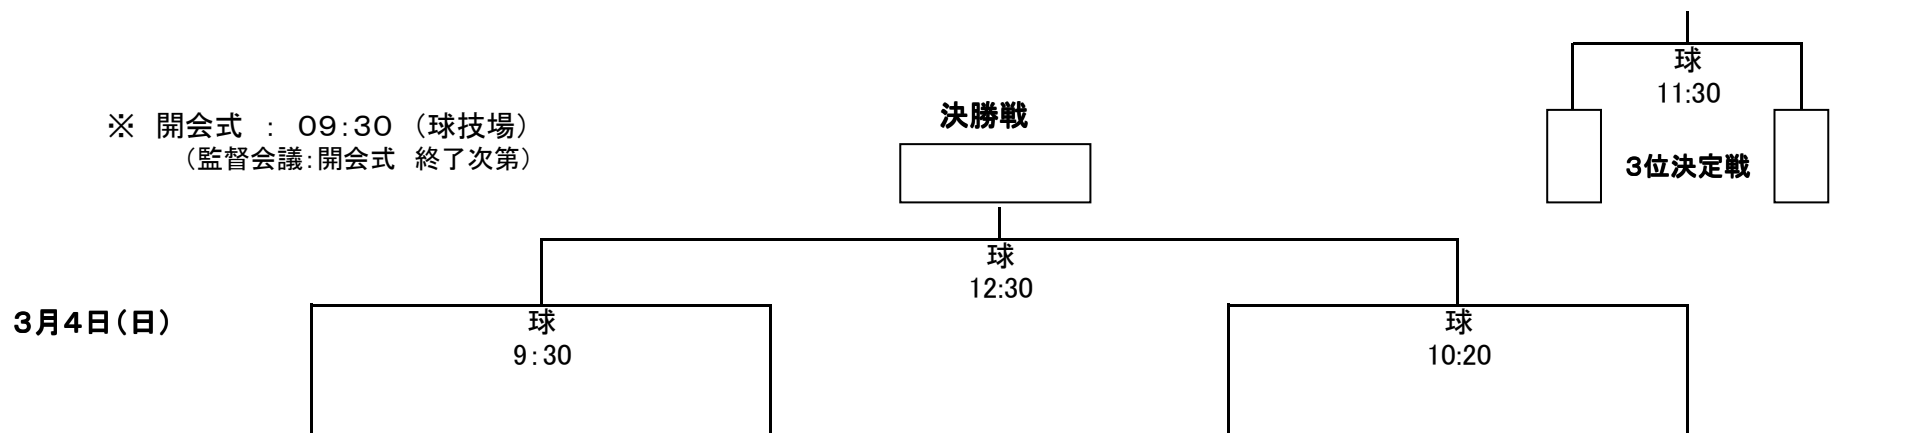 球
11:30
決勝戦
※　開会式　：　０９：３０　（球技場）
（監督会議：開会式　終了次第）
３位決定戦
球
12:30
３月４日（日）
球
9：30
球
10:20